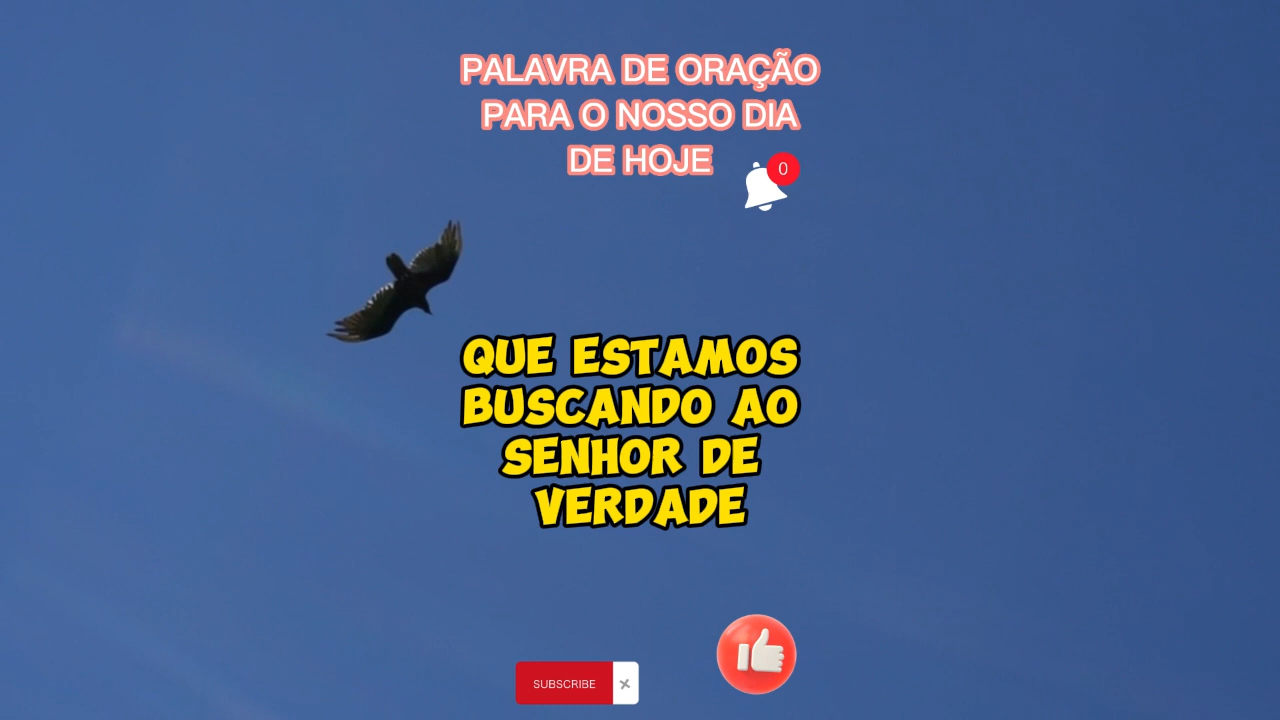 PALAVRA DE ORAÇÃO
PARA O NOSSO DIA
DE HOJE
0
QUE ESTAMOS
BUSCANDO AO
SENHOR DE
VERDADE
SUBSCRIBE